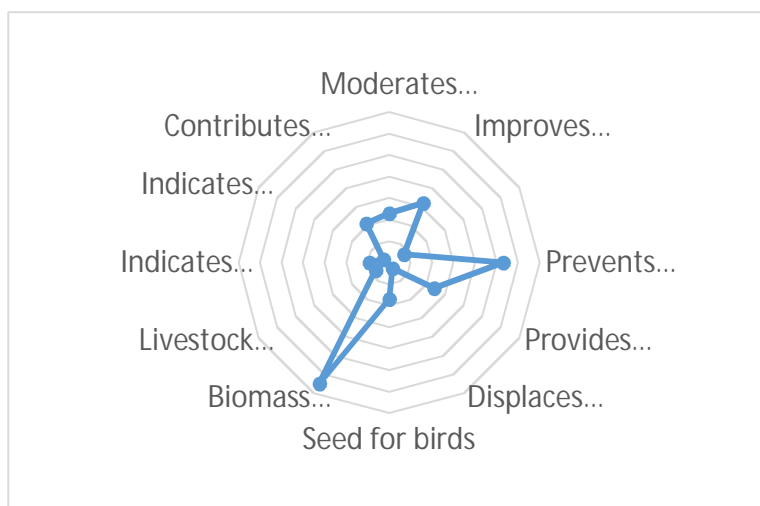 Moderates...
Contributes...
Improves...
Indicates...
Indicates...
Prevents...
Livestock...
Provides...
Biomass...
Displaces...
Seed for birds